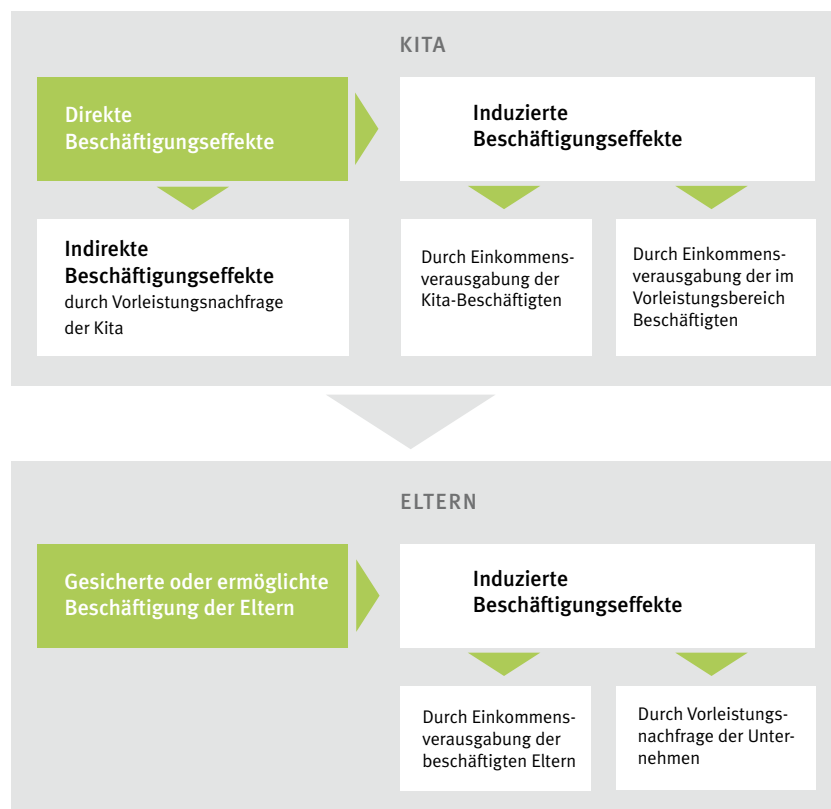 KITA
Direkte
Beschäftigungseffekte
Induzierte
Beschäftigungseffekte
Indirekte
Beschäftigungseffekte
durch Vorleistungsnachfrage
der Kita
Durch Einkommens-
verausgabung der
Kita-Beschäftigten
Durch Einkommens-
verausgabung der im
Vorleistungsbereich
Beschäftigten
ELTERN
Gesicherte oder ermöglichte
Beschäftigung der Eltern
Induzierte
Beschäftigungseffekte
Durch Einkommens-
verausgabung der
beschäftigten Eltern
Durch Vorleistungs-
nachfrage der Unter-
nehmen